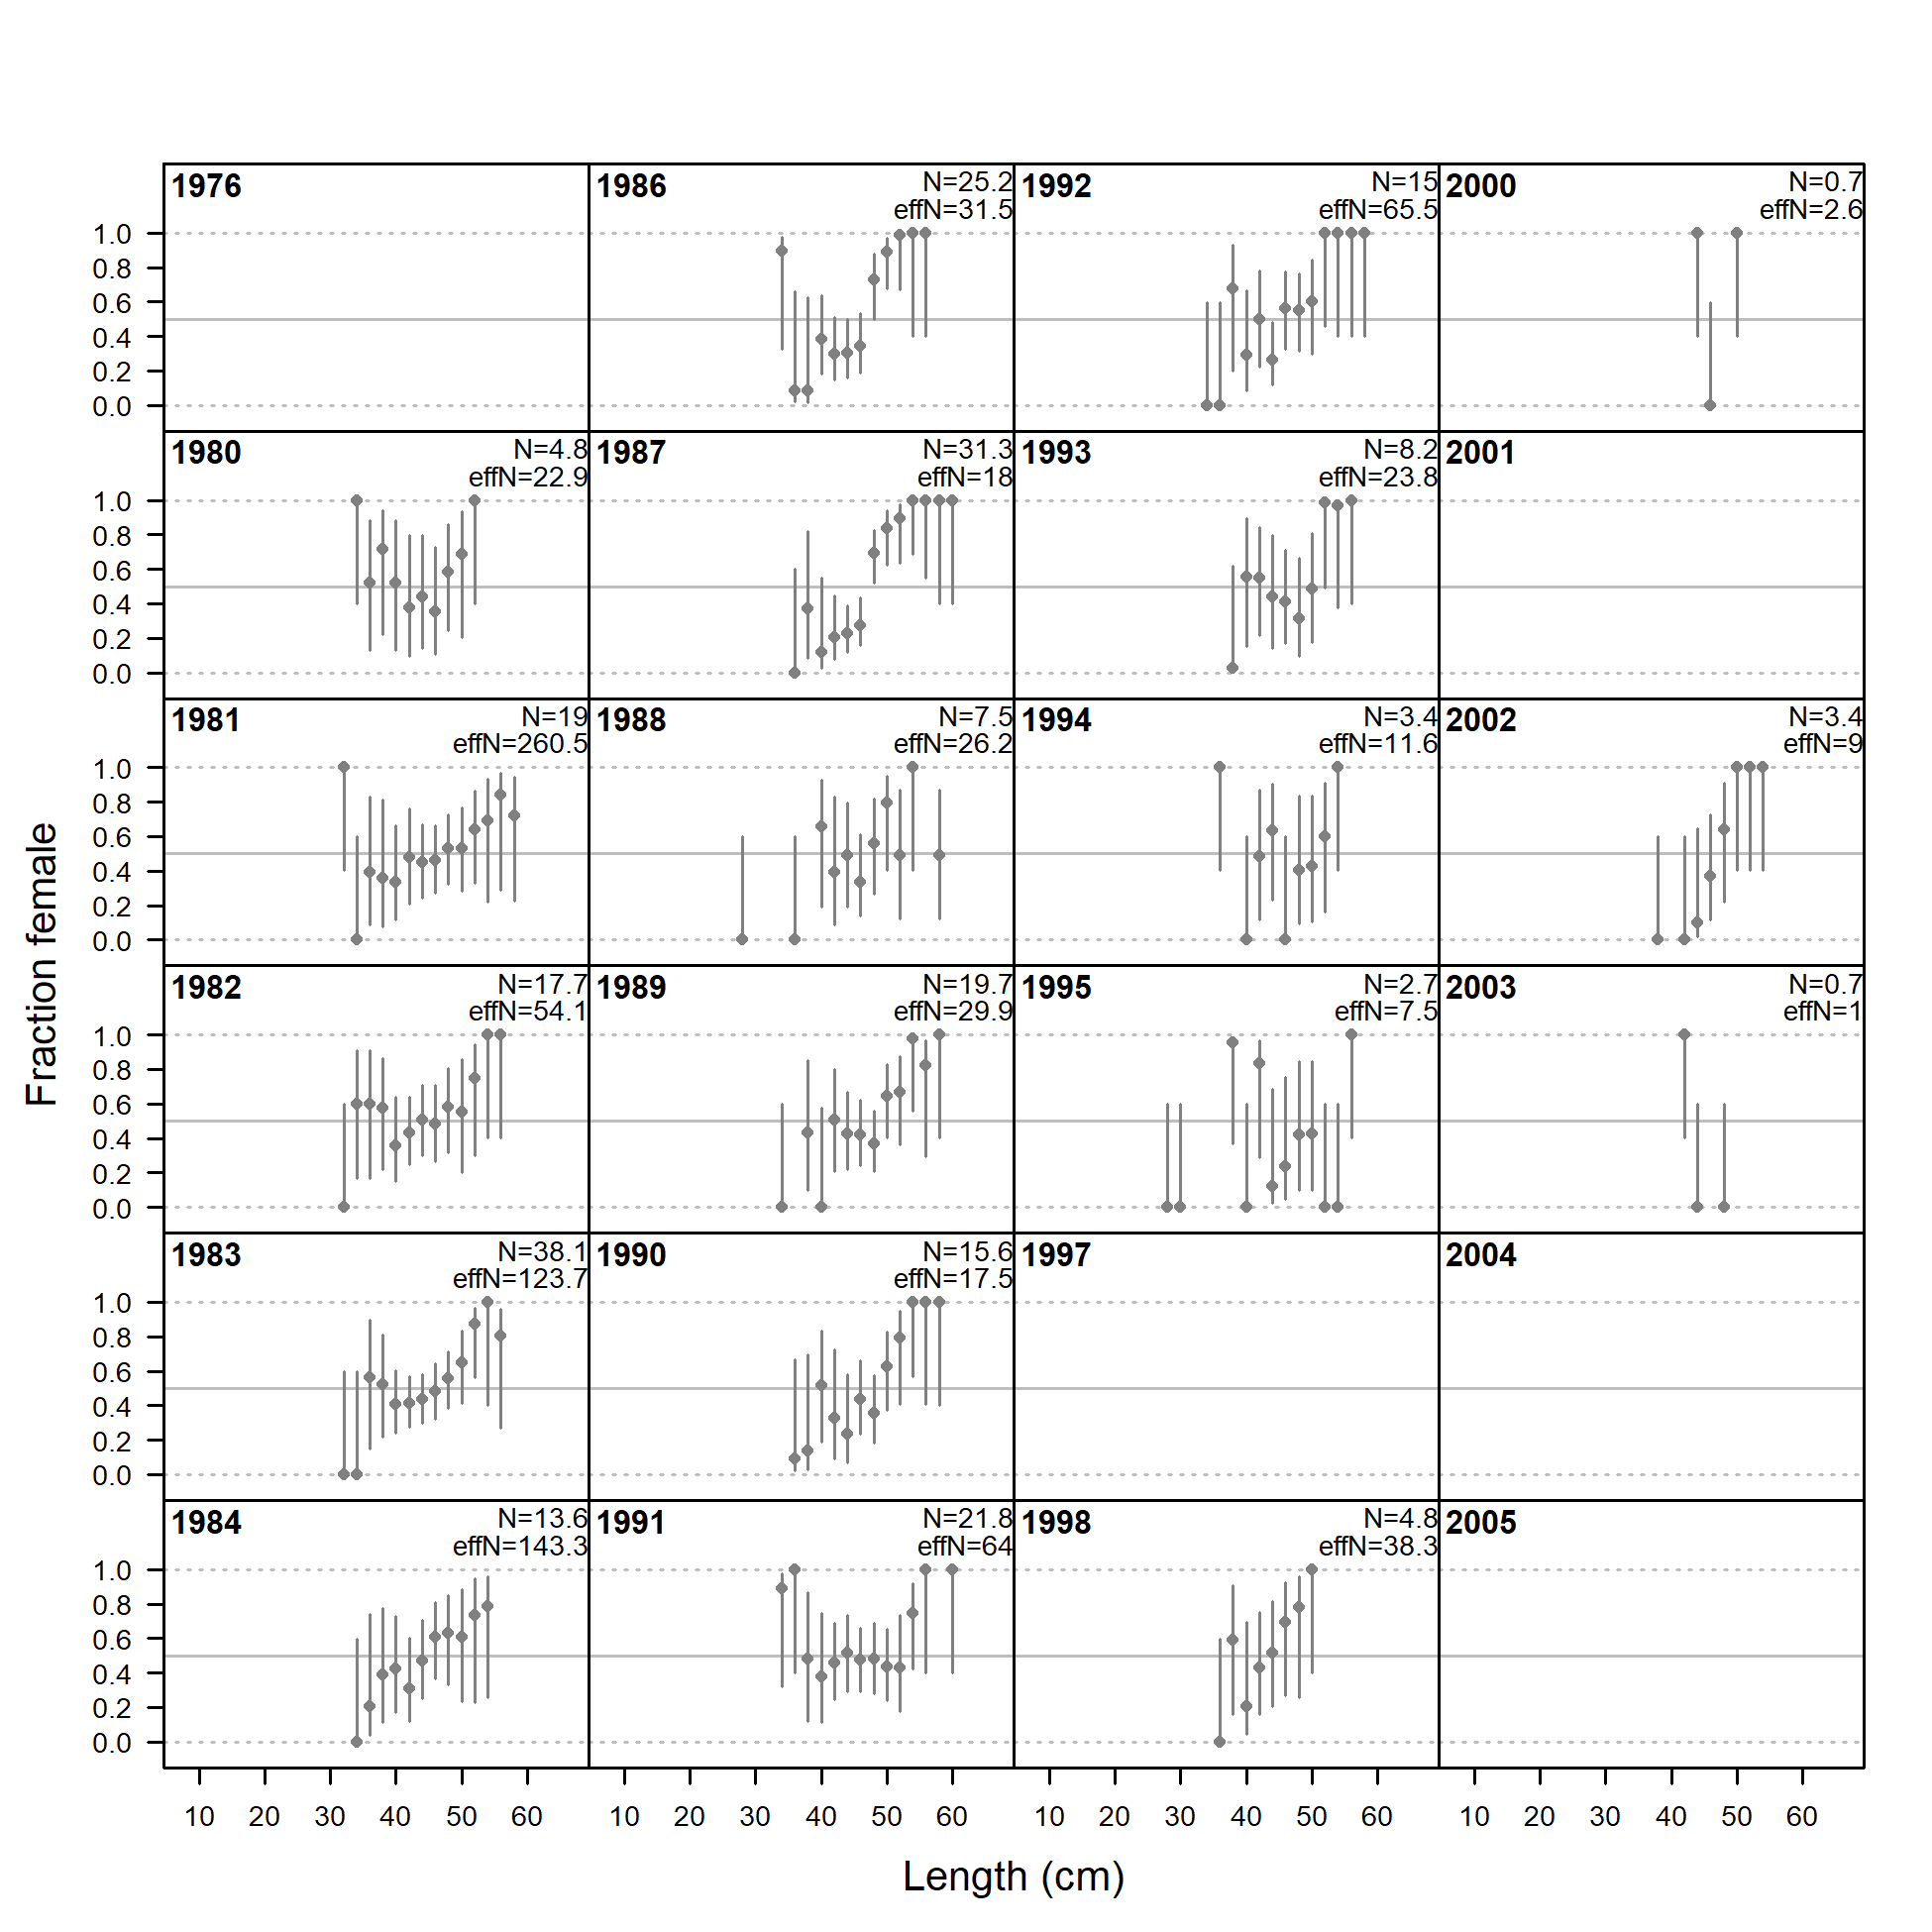 1976
1986
N=25.2
effN=31.5
1992
N=15
effN=65.5
2000
N=0.7
effN=2.6
1.0
0.8
0.6
0.4
0.2
0.0
1980
N=4.8
effN=22.9
1987
N=31.3
effN=18
1993
N=8.2
effN=23.8
2001
1.0
0.8
0.6
0.4
0.2
0.0
1981
N=19
effN=260.5
1988
N=7.5
effN=26.2
1994
N=3.4
effN=11.6
2002
N=3.4
effN=9
1.0
0.8
0.6
0.4
0.2
0.0
1982
N=17.7
effN=54.1
1989
N=19.7
effN=29.9
1995
N=2.7
effN=7.5
2003
N=0.7
effN=1
1.0
0.8
0.6
0.4
0.2
0.0
1983
N=38.1
effN=123.7
1990
N=15.6
effN=17.5
1997
2004
1.0
0.8
0.6
0.4
0.2
0.0
1984
N=13.6
effN=143.3
1991
N=21.8
effN=64
1998
N=4.8
effN=38.3
2005
1.0
0.8
0.6
0.4
0.2
0.0
10 20 30 40 50 60 10 20 30 40 50 60 10 20 30 40 50 60 10 20 30 40 50 60
Length (cm)
Fraction female